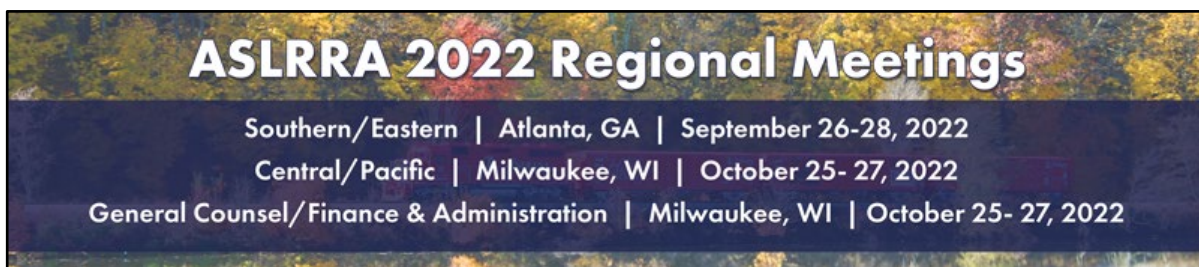 ASLRRA 2022 Regional Meetings
Southern/Eastern | Atlanta, GA | September 26-28, 2022
Central/Pacific | Milwaukee, WI | October 25- 27, 2022
General Counsel/Finance & Administration | Milwaukee, WI | October 25- 27, 2022